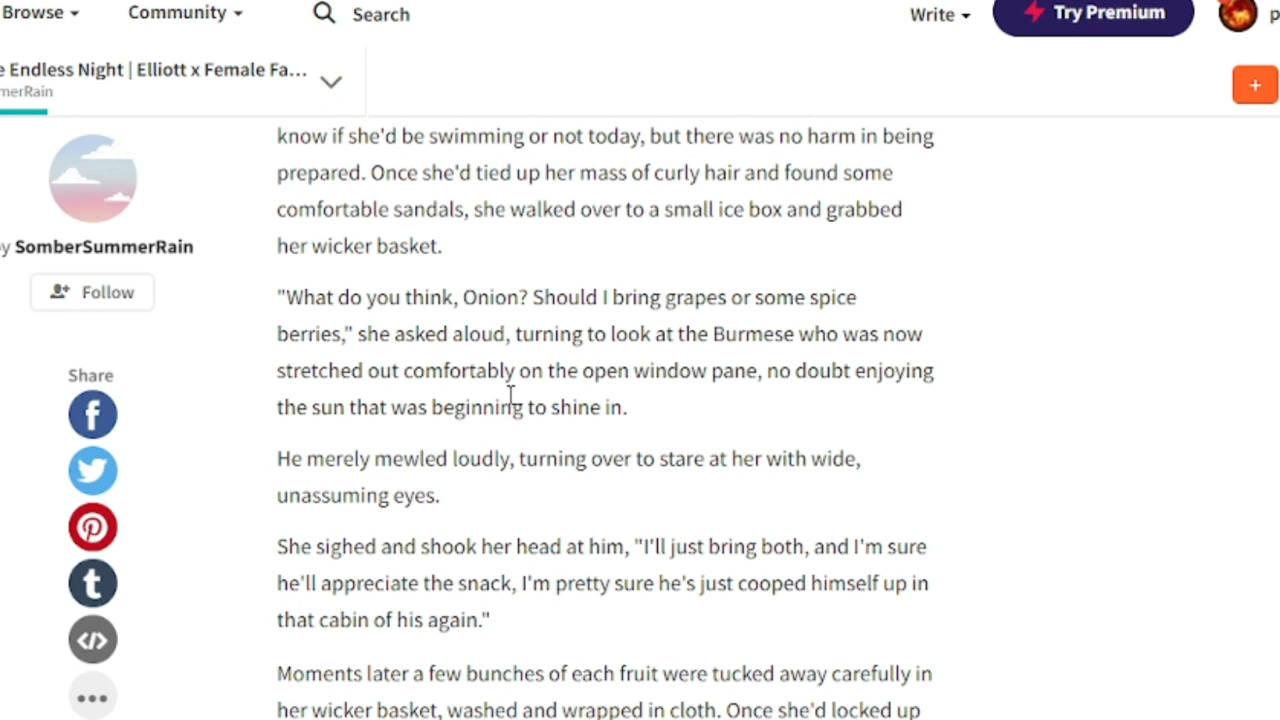 Browse
Community
Search
Write
Try Premium
p
e Endless Night | Elliott x Female Fa...
merRain
+
know if she'd be swimming or not today, but there was no harm in being
prepared. Once she'd tied up her mass of curly hair and found some
comfortable sandals, she walked over to a small ice box and grabbed
her wicker basket.
y SomberSummerRain
Follow
"What do you think, Onion? Should I bring grapes or some spice
berries," she asked aloud, turning to look at the Burmese who was now
stretched out comfortably on the open window pane, no doubt enjoying
the sun that was beginning to shine in.
Share
f
He merely mewled loudly, turning over to stare at her with wide,
unassuming eyes.
She sighed and shook her head at him, "I'll just bring both, and I'm sure
he'll appreciate the snack, I'm pretty sure he's just cooped himself up in
that cabin of his again."
t
</>
Moments later a few bunches of each fruit were tucked away carefully in
her wicker basket, washed and wrapped in cloth. Once she'd locked up